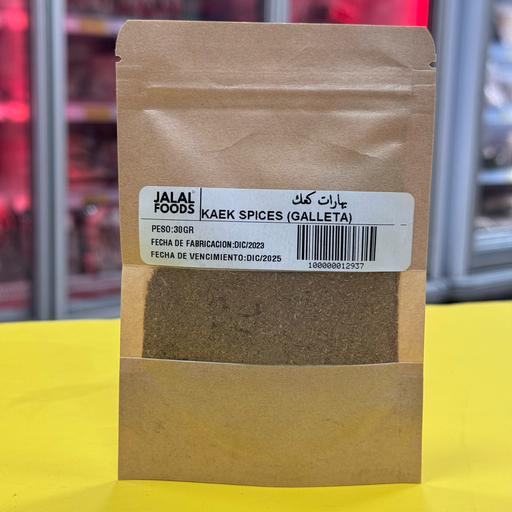 JALAL
FOODS
بهارات كعك
KAEK SPICES (GALLETA)
PESO:30GR
FECHA DE FABRICACION:DIC/2023
FECHA DE VENCIMIENTO:DIC/2025
100000012937